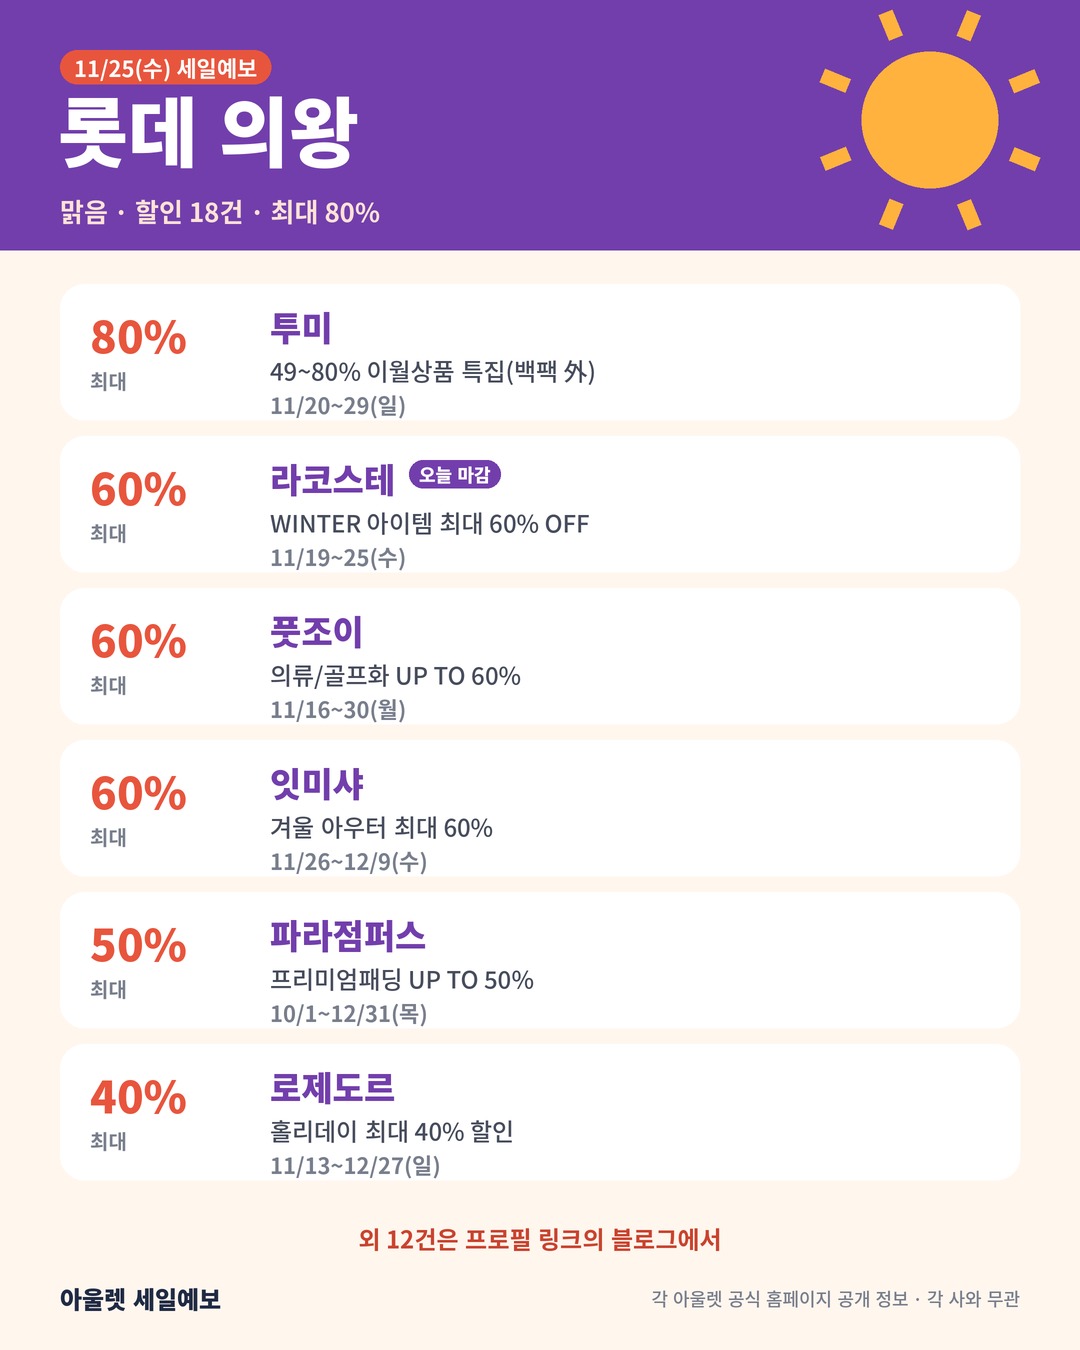 11/25(수) 세일예보
롯데 의왕
맑음 · 할인 18건 · 최대 80%
80%
최대
투미
49~80% 이월상품 특집(백팩 外)
11/20~29(일)
60%
최대
라코스테 오늘 마감
WINTER 아이템 최대 60% OFF
11/19~25(수)
60%
최대
풋조이
의류/골프화 UP TO 60%
11/16~30(월)
60%
최대
잇미샤
겨울 아우터 최대 60%
11/26~12/9(수)
50%
최대
파라점퍼스
프리미엄패딩 UP TO 50%
10/1~12/31(목)
40%
최대
로제도르
홀리데이 최대 40% 할인
11/13~12/27(일)
외 12건은 프로필 링크의 블로그에서
아울렛 세일예보
각 아울렛 공식 홈페이지 공개 정보 · 각 사와 무관